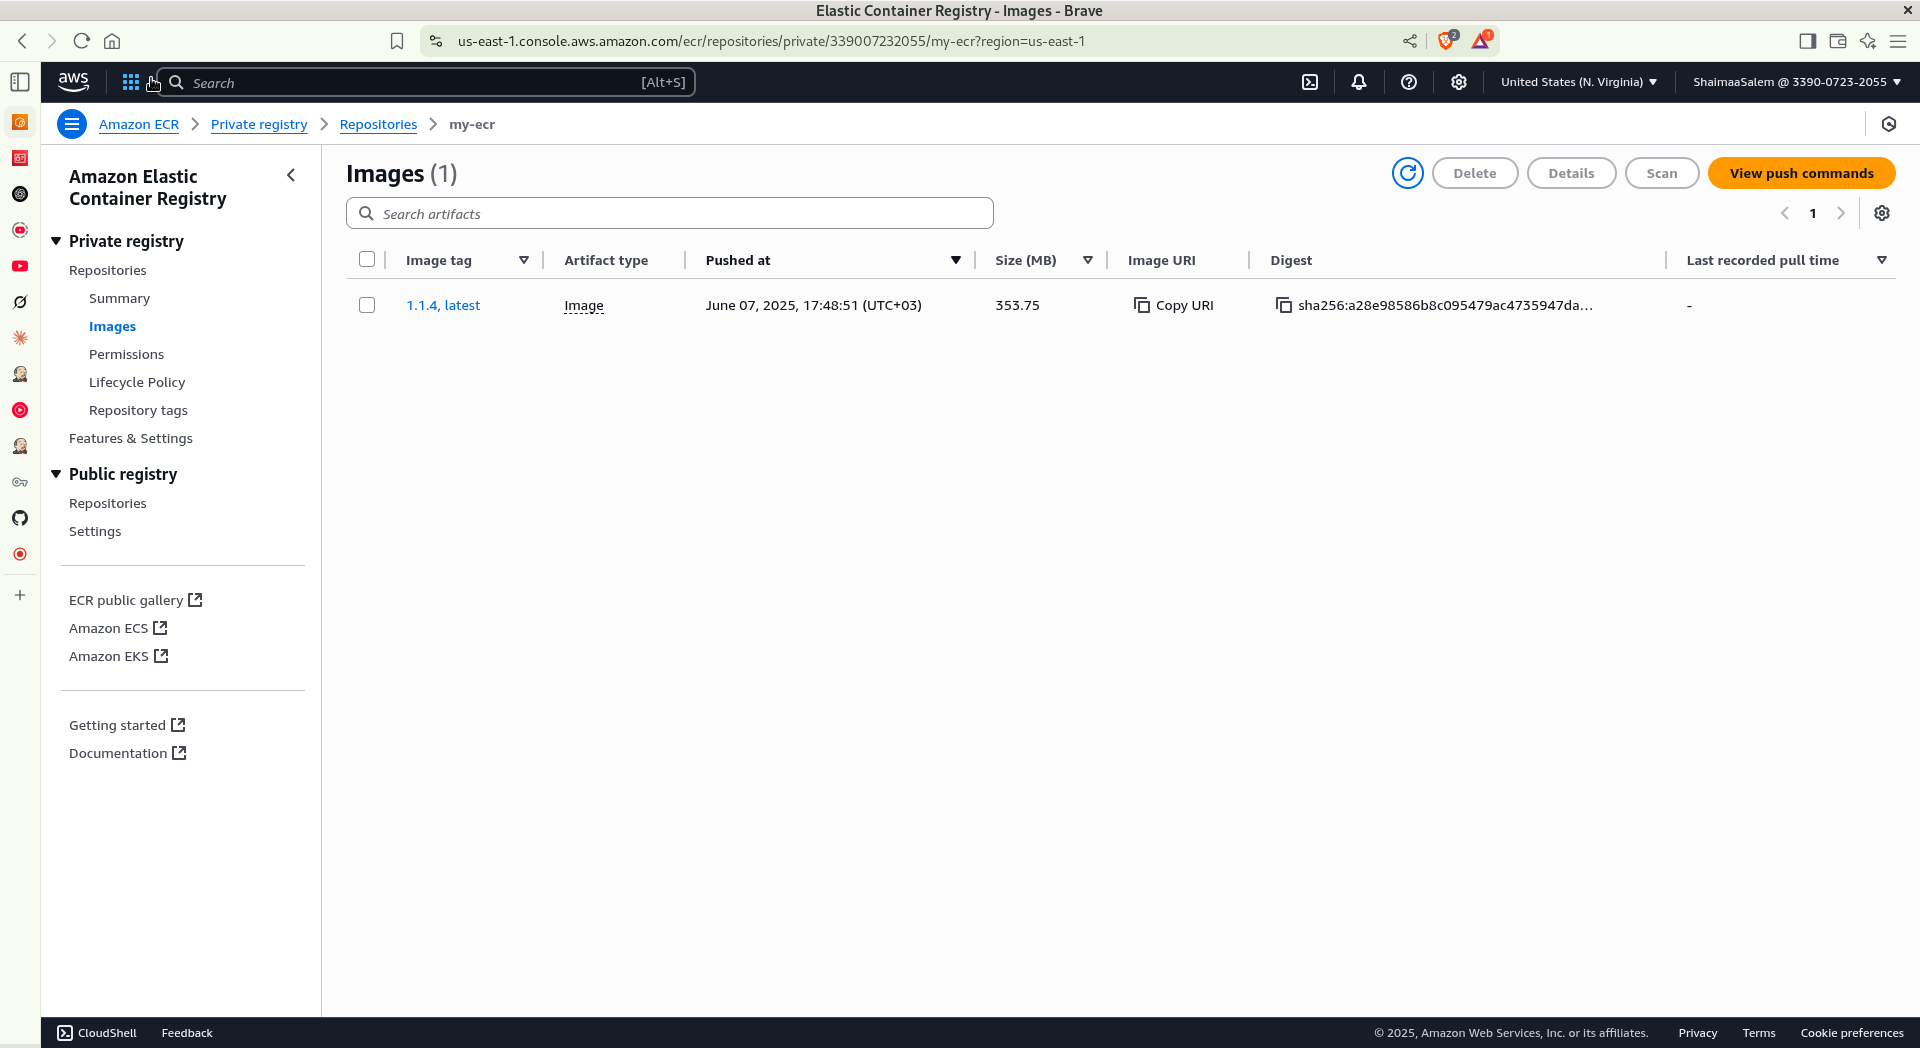 Elastic Container Registry - Images - Brave
us-east-1.console.aws.amazon.com/ecr/repositories/private/339007232055/my-ecr?region=us-east-1
2
1
aws
Search
[Alt+S]
United States (N. Virginia)
ShaimaaSalem @ 3390-0723-2055
Amazon ECR
Private registry
Repositories
my-ecr
Amazon Elastic
Container Registry
Private registry
Repositories
Summary
Images
Permissions
Lifecycle Policy
Repository tags
Features & Settings
Public registry
Repositories
Settings
ECR public gallery
Amazon ECS
Amazon EKS
Getting started
Documentation
Images (1)
Delete
Details
Scan
View push commands
Search artifacts
1
Image tag
Artifact type
Pushed at
Size (MB)
Image URI
Digest
Last recorded pull time
1.1.4, latest
Image
June 07, 2025, 17:48:51 (UTC+03)
353.75
Copy URI
sha256:a28e98586b8c095479ac4735947da...
-
CloudShell
Feedback
© 2025, Amazon Web Services, Inc. or its affiliates.
Privacy
Terms
Cookie preferences